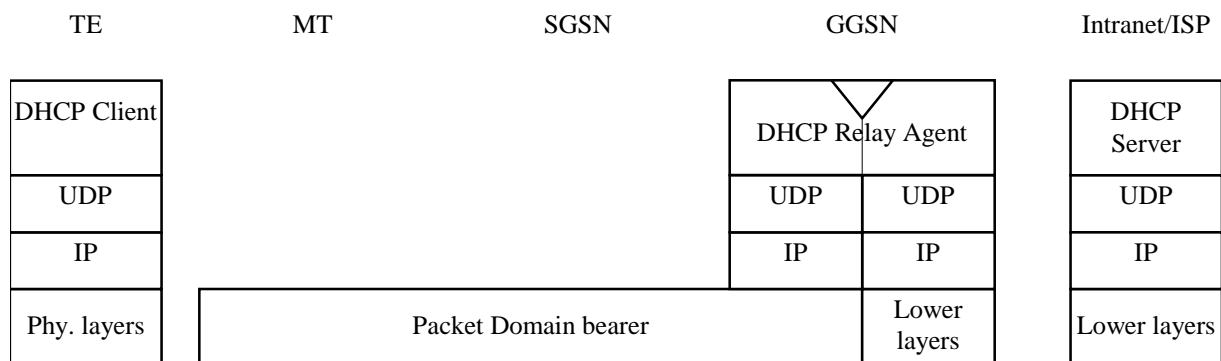 TE MT SGSN GGSN Intranet/ISP
DHCP Client
DHCP Relay Agent
DHCP
Server
UDP UDP UDP UDP
IP IP IP IP
Phy. layers Packet Domain bearer Lower
layers Lower layers